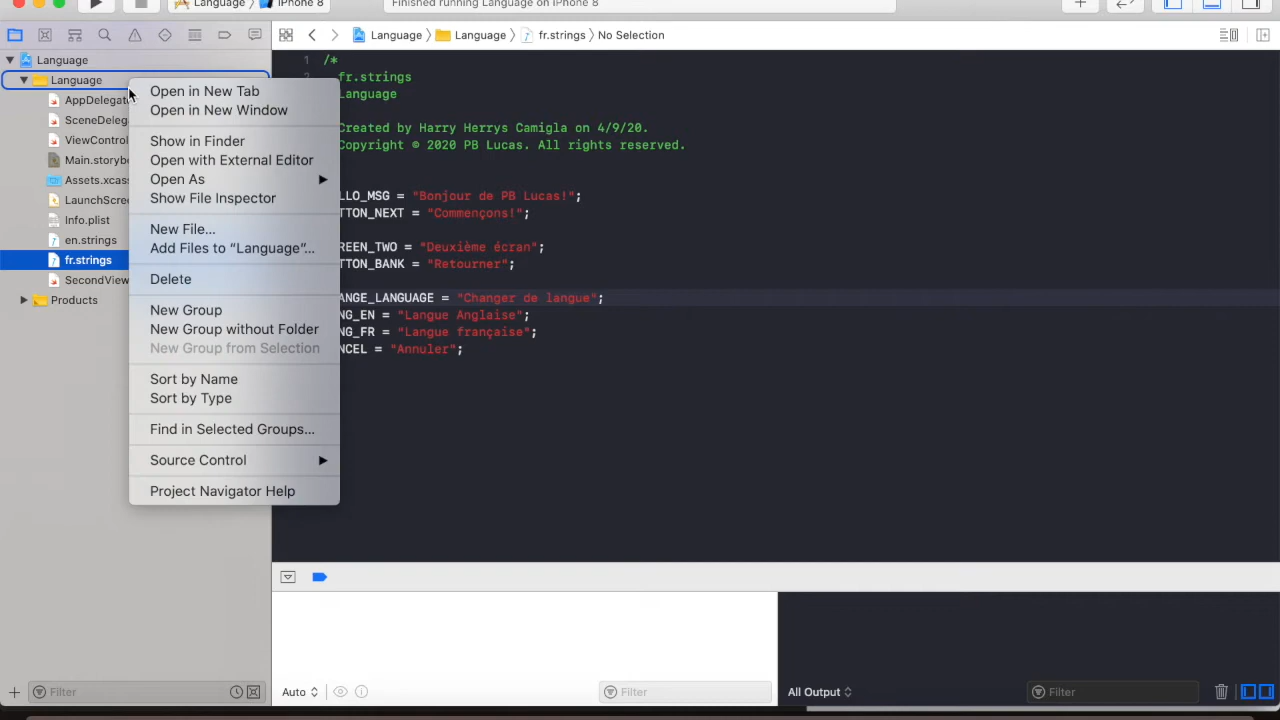 Language
iPhone 8
Finished running Language on iPhone 8
Language
Language
fr.strings
No Selection
Language
Language
AppDelegat
SceneDeleg
ViewControl
Main.storyb
Assets.xcass
LaunchScree
Info.plist
en.strings
fr.strings
SecondView
Products
Open in New Tab
Open in New Window
Show in Finder
Open with External Editor
Open As
Show File Inspector
New File...
Add Files to “Language”...
Delete
New Group
New Group without Folder
New Group from Selection
Sort by Name
Sort by Type
Find in Selected Groups...
Source Control
Project Navigator Help
1 /*
2 fr.strings
Language
Created by Harry Herrys Camigla on 4/9/20.
Copyright © 2020 PB Lucas. All rights reserved.
LLO_MSG = "Bonjour de PB Lucas!";
TTON_NEXT = "Commençons!";
REEN_TWO = "Deuxième écran";
TTON_BANK = "Retourner";
ANGE_LANGUAGE = "Changer de langue";
NG_EN = "Langue Anglaise";
NG_FR = "Langue française";
NCEL = "Annuler";
Filter
Auto
Filter
All Output
Filter